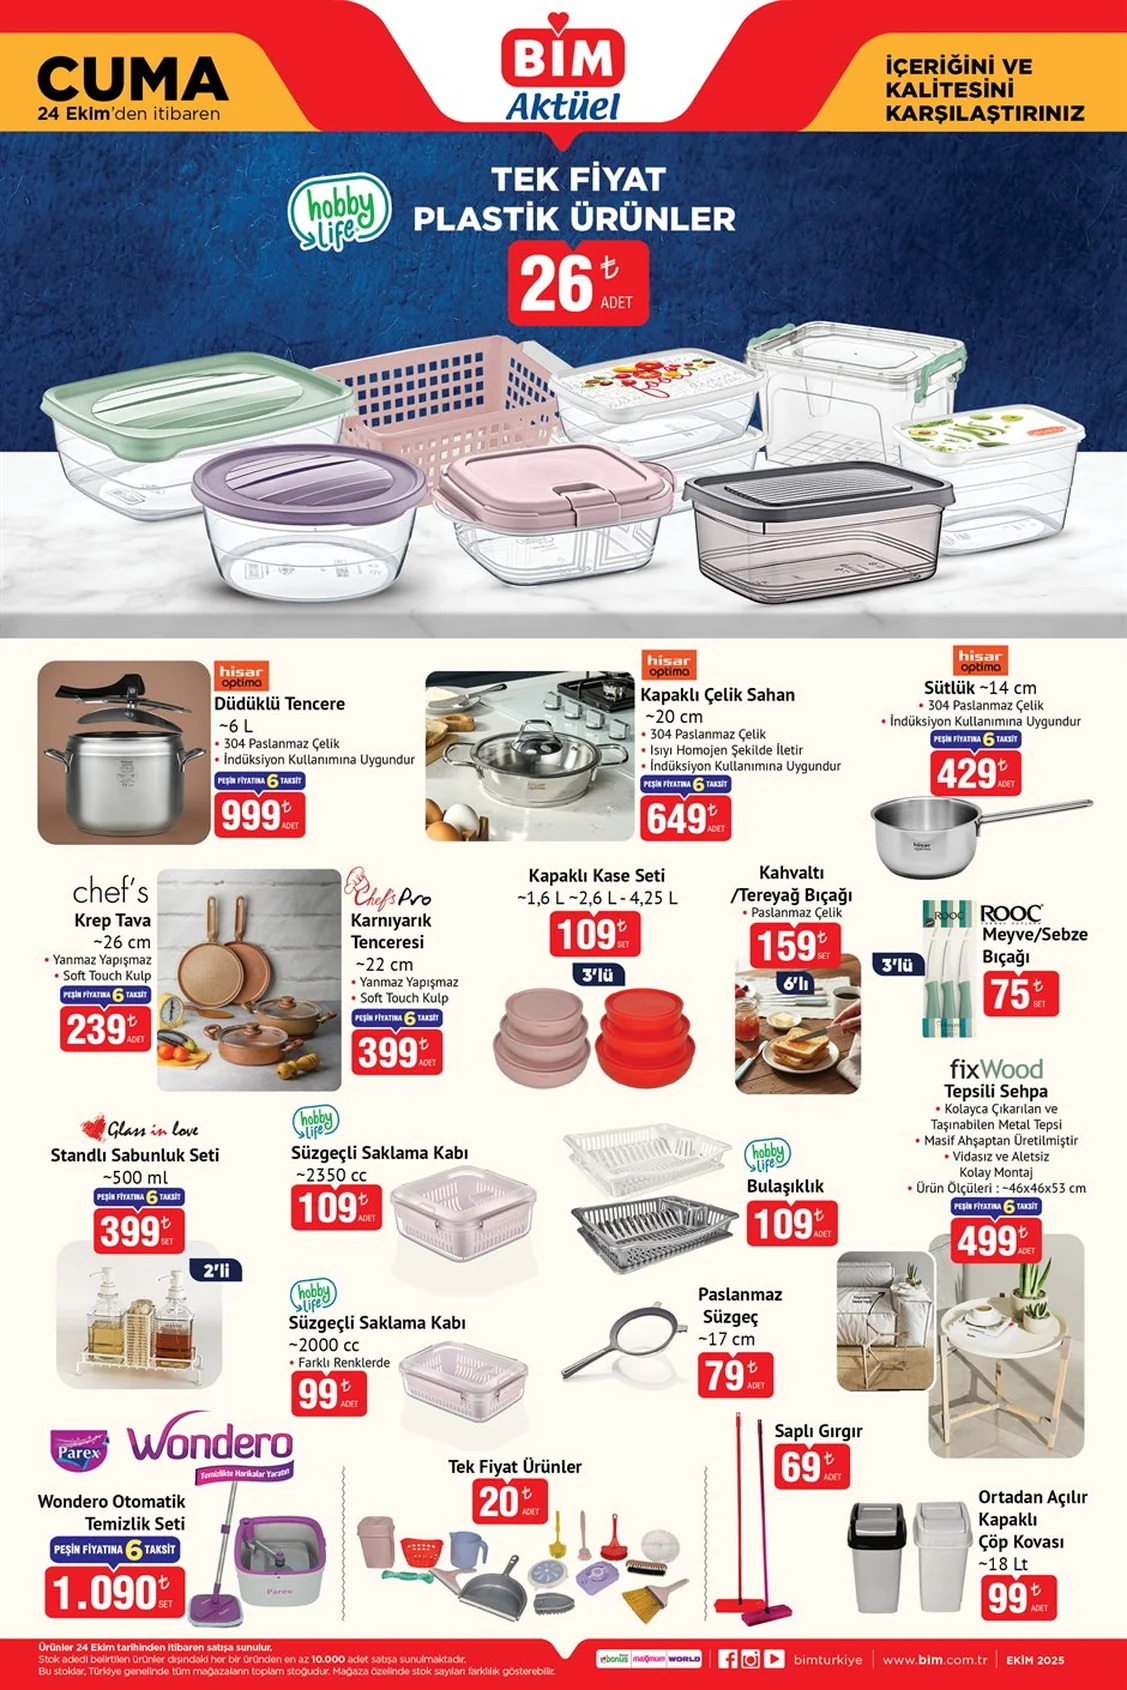 CUMA
24 Ekim'den itibaren
BİM
Aktüel
İÇERİĞİNİ VE
KALİTESİNİ
KARŞILAŞTIRINIZ
hobby
life
TEK FİYAT
PLASTİK ÜRÜNLER
26₺
ADET
hisar
optima
Düdüklü Tencere
~6 L
• 304 Paslanmaz Çelik
• İndüksiyon Kullanımına Uygundur
PEŞİN FİYATINA 6 TAKSİT
999₺
ADET
hisar
optima
Kapaklı Çelik Sahan
~20 cm
• 304 Paslanmaz Çelik
• Isıyı Homojen Şekilde İletir
• İndüksiyon Kullanımına Uygundur
PEŞİN FİYATINA 6 TAKSİT
649₺
ADET
hisar
optima
Sütlük ~14 cm
• 304 Paslanmaz Çelik
• İndüksiyon Kullanımına Uygundur
PEŞİN FİYATINA 6 TAKSİT
429₺
ADET
hisar
optima
chef's
Krep Tava
~26 cm
• Yanmaz Yapışmaz
• Soft Touch Kulp
PEŞİN FİYATINA 6 TAKSİT
239₺
ADET
Chef's Pro
Karnıyarık
Tenceresi
~22 cm
• Yanmaz Yapışmaz
• Soft Touch Kulp
PEŞİN FİYATINA 6 TAKSİT
399₺
ADET
Kapaklı Kase Seti
~1,6 L ~2,6 L - 4,25 L
109₺
SET
3'lü
Kahvaltı
/Tereyağ Bıçağı
• Paslanmaz Çelik
159₺
SET
6'lı
3'lü
ROOC
ROOC
Meyve/Sebze
Bıçağı
75₺
SET
fixWood
Tepsili Sehpa
• Kolayca Çıkarılan ve
Taşınabilen Metal Tepsi
• Masif Ahşaptan Üretilmiştir
• Vidasız ve Aletsiz
Kolay Montaj
• Ürün Ölçüleri : ~46x46x53 cm
PEŞİN FİYATINA 6 TAKSİT
499₺
ADET
Glass in love
Standlı Sabunluk Seti
~500 ml
PEŞİN FİYATINA 6 TAKSİT
399₺
SET
2'li
hobby
life
Süzgeçli Saklama Kabı
~2350 cc
109₺
ADET
hobby
life
Bulaşıklık
109₺
ADET
hobby
life
Süzgeçli Saklama Kabı
~2000 cc
• Farklı Renklerde
99₺
ADET
Paslanmaz
Süzgeç
~17 cm
79₺
ADET
Parex
Wondero
Temizlikte Harikalar Yaratın
Wondero Otomatik
Temizlik Seti
PEŞİN FİYATINA 6 TAKSİT
1.090₺
SET
Parex
Tek Fiyat Ürünler
20₺
ADET
Saplı Gırgır
69₺
ADET
Ortadan Açılır
Kapaklı
Çöp Kovası
~18 Lt
99₺
ADET
Ürünler 24 Ekim tarihinden itibaren satışa sunulur.
Stok adedi belirtilen ürünler dışındaki her bir üründen en az 10.000 adet satışa sunulmaktadır.
Bu stoklar, Türkiye genelinde tüm mağazaların toplam stoğudur. Mağaza özelinde stok sayıları farklılık gösterebilir.
bonus maximum WORLD
bimturkiye
www.bim.com.tr
EKİM 2025